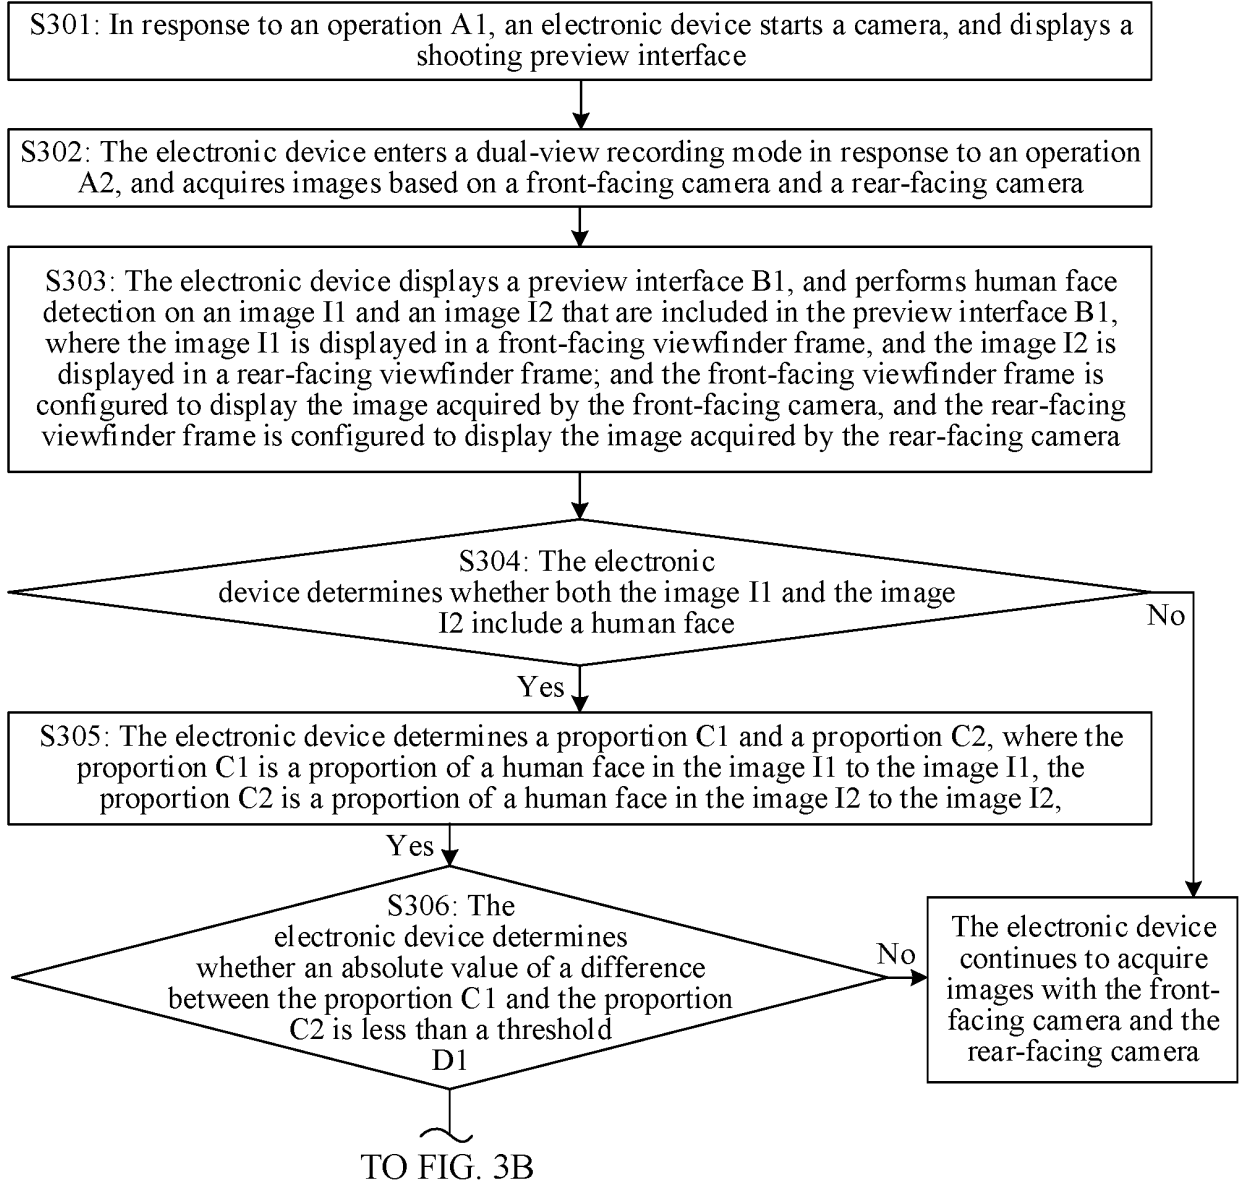 S301: In response to an operation A1, an electronic device starts a camera, and displays a
shooting preview interface
S302: The electronic device enters a dual-view recording mode in response to an operation
A2, and acquires images based on a front-facing camera and a rear-facing camera
S303: The electronic device displays a preview interface B1, and performs human face
detection on an image I1 and an image I2 that are included in the preview interface B1,
where the image I1 is displayed in a front-facing viewfinder frame, and the image I2 is
displayed in a rear-facing viewfinder frame; and the front-facing viewfinder frame is
configured to display the image acquired by the front-facing camera, and the rear-facing
viewfinder frame is configured to display the image acquired by the rear-facing camera
S304: The electronic
device determines whether both the image I1 and the image
I2 include a human face
No
Yes
S305: The electronic device determines a proportion C1 and a proportion C2, where the
proportion C1 is a proportion of a human face in the image I1 to the image I1, the
proportion C2 is a proportion of a human face in the image I2 to the image I2,
Yes
S306: The
electronic device determines
whether an absolute value of a difference
between the proportion C1 and the proportion
C2 is less than a threshold
D1
No
The electronic device
continues to acquire
images with the front-
facing camera and the
rear-facing camera
TO FIG. 3B